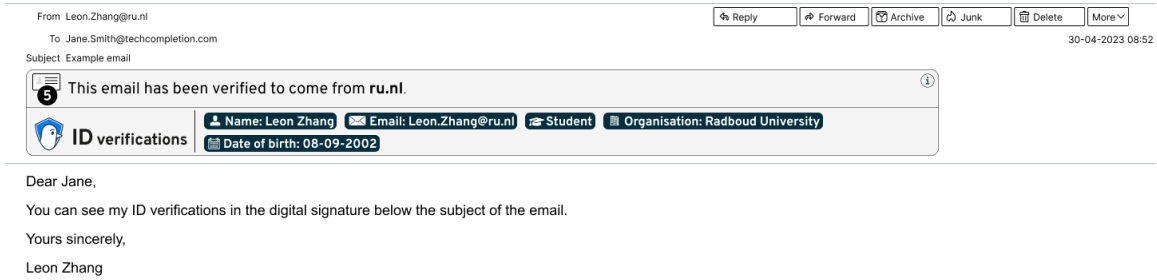 From Leon.Zhang@ru.nl Reply Forward Archive Junk Delete More
To Jane.Smith@techcompletion.com 30-04-2023 08:52
Subject Example email
5 This email has been verified to come from ru.nl. i
ID verifications Name: Leon Zhang Email: Leon.Zhang@ru.nl Student Organisation: Radboud University
Date of birth: 08-09-2002
Dear Jane,
You can see my ID verifications in the digital signature below the subject of the email.
Yours sincerely,
Leon Zhang